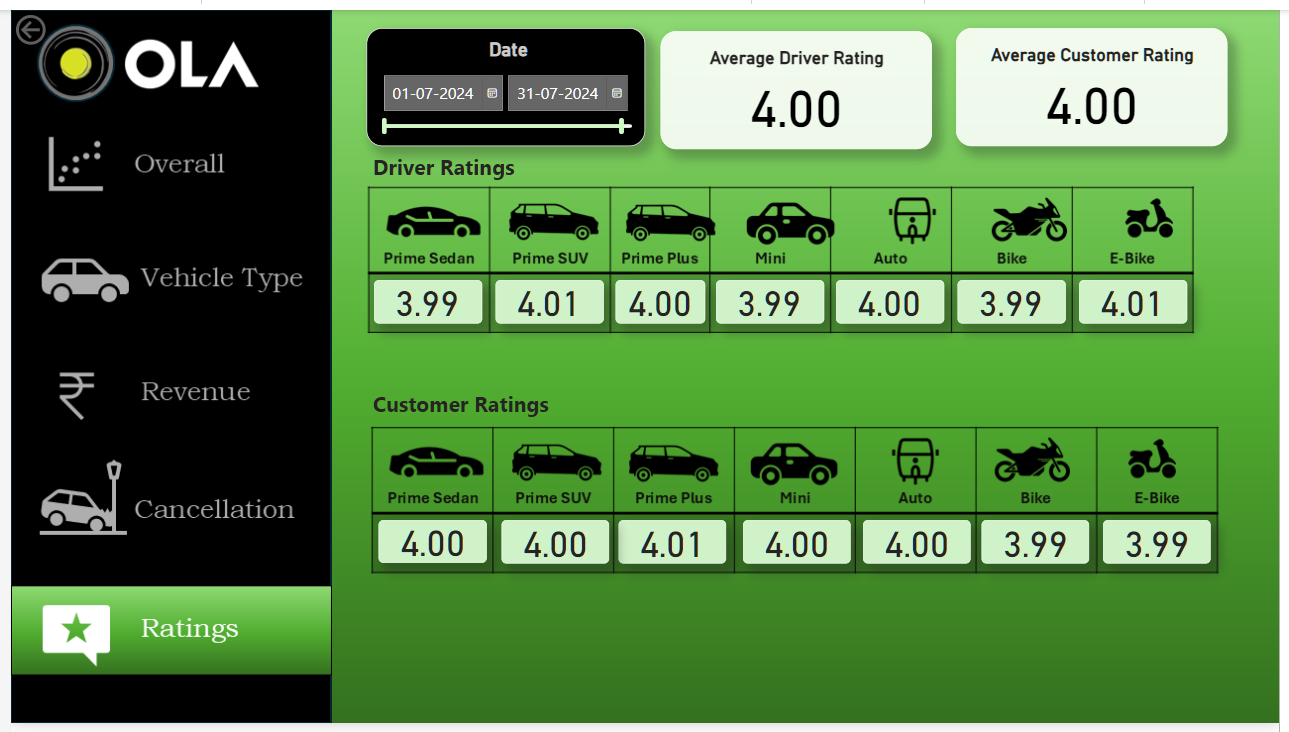 OLA
Overall
Vehicle Type
Revenue
Cancellation
Ratings
Date
01-07-2024 31-07-2024
Average Driver Rating
4.00
Average Customer Rating
4.00
Driver Ratings
Prime Sedan Prime SUV Prime Plus Mini Auto Bike E-Bike
3.99 4.01 4.00 3.99 4.00 3.99 4.01
Customer Ratings
Prime Sedan Prime SUV Prime Plus Mini Auto Bike E-Bike
4.00 4.00 4.01 4.00 4.00 3.99 3.99